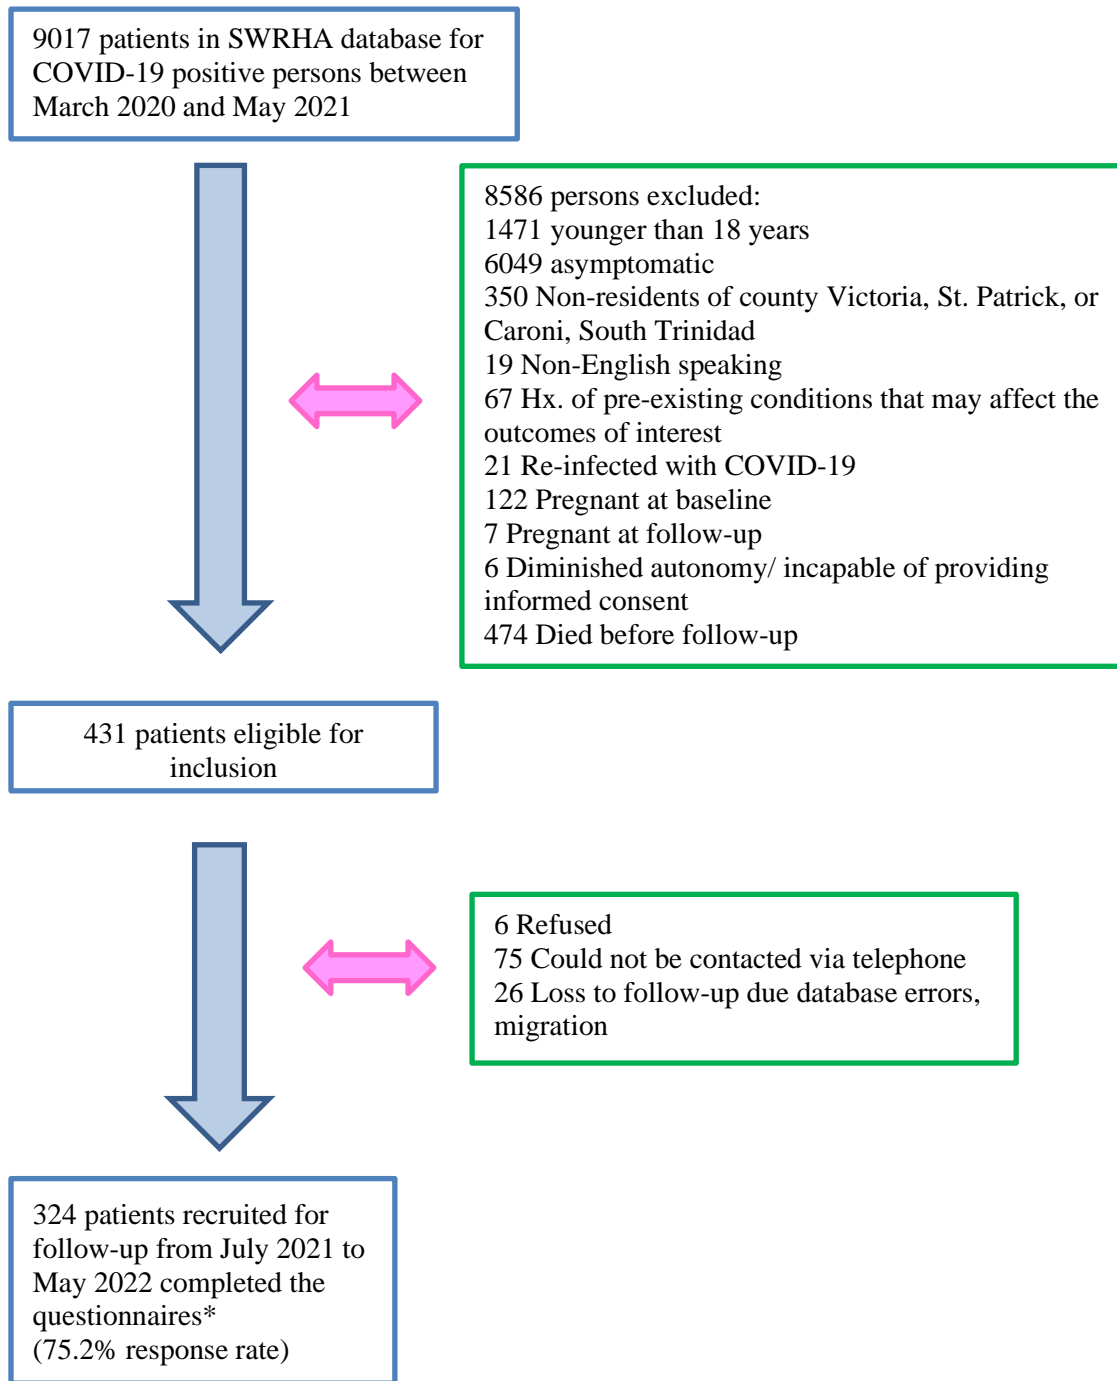 9017 patients in SWRHA database for
COVID-19 positive persons between
March 2020 and May 2021
8586 persons excluded:
1471 younger than 18 years
6049 asymptomatic
350 Non-residents of county Victoria, St. Patrick, or
Caroni, South Trinidad
19 Non-English speaking
67 Hx. of pre-existing conditions that may affect the
outcomes of interest
21 Re-infected with COVID-19
122 Pregnant at baseline
7 Pregnant at follow-up
6 Diminished autonomy/ incapable of providing
informed consent
474 Died before follow-up
431 patients eligible for
inclusion
6 Refused
75 Could not be contacted via telephone
26 Loss to follow-up due database errors,
migration
324 patients recruited for
follow-up from July 2021 to
May 2022 completed the
questionnaires*
(75.2% response rate)